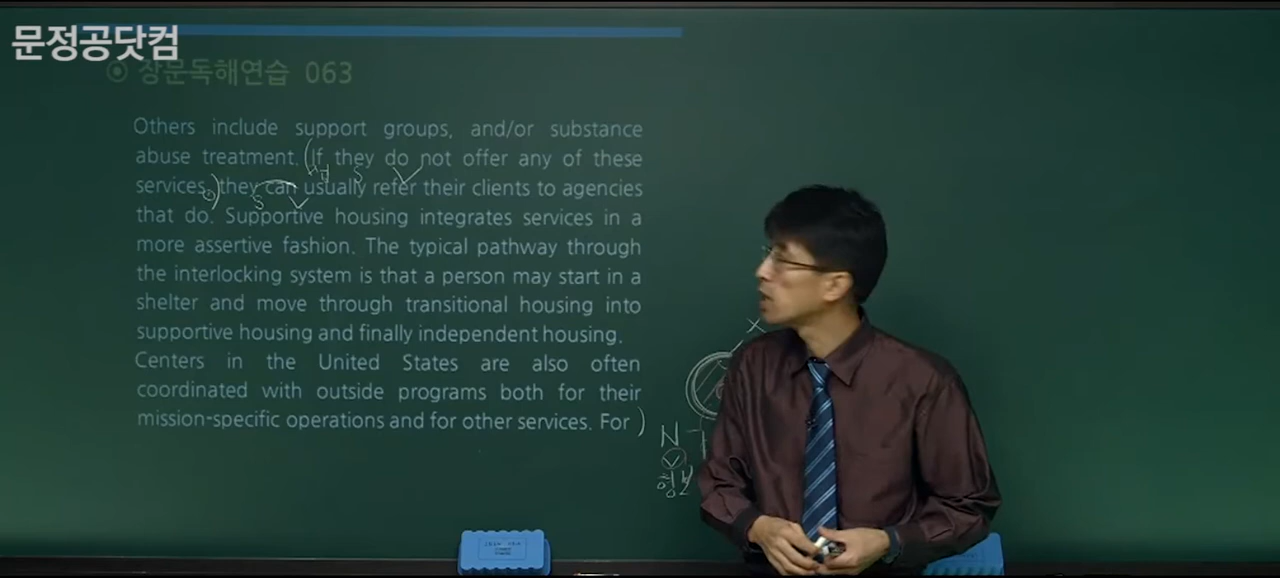 문정공닷컴
장문독해연습 063
Others include support groups, and/or substance
abuse treatment. (If they do not offer any of these
services,) they can usually refer their clients to agencies
that do. Supportive housing integrates services in a
more assertive fashion. The typical pathway through
the interlocking system is that a person may start in a
shelter and move through transitional housing into
supportive housing and finally independent housing.
Centers in the United States are also often
coordinated with outside programs both for their
mission-specific operations and for other services. For )
S
S
N